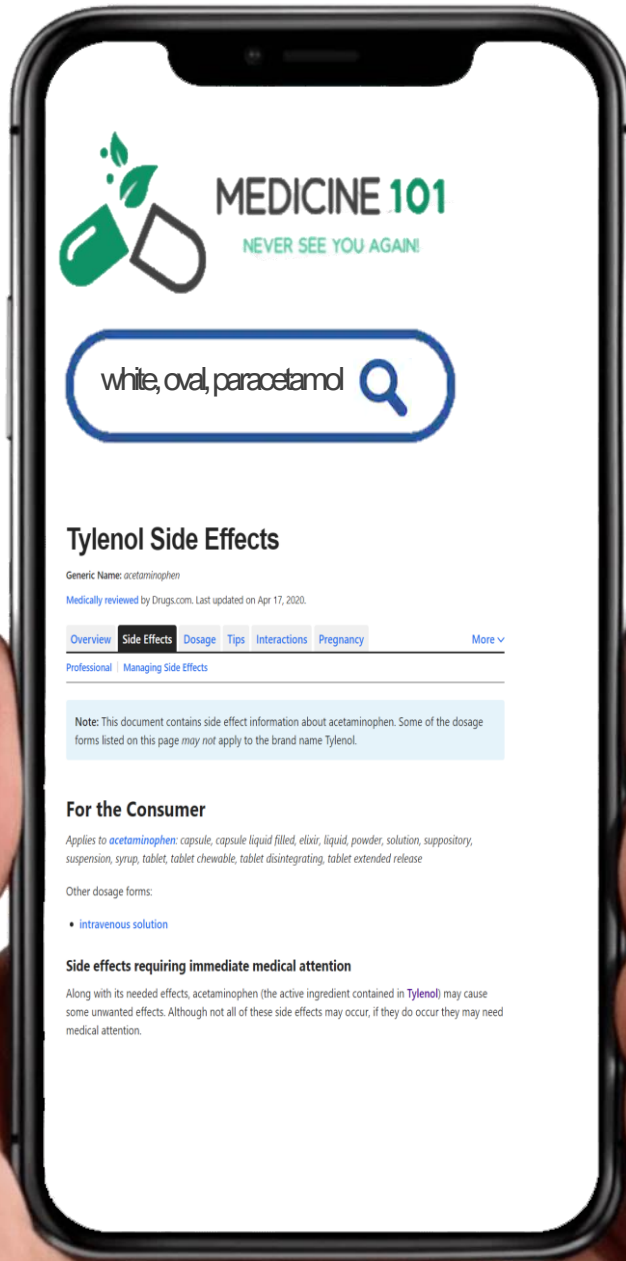 MEDICINE 101
NEVER SEE YOU AGAIN!
white, oval, paracetamol
Tylenol Side Effects
Generic Name: acetaminophen
Medically reviewed by Drugs.com. Last updated on Apr 17, 2020.
Overview Side Effects Dosage Tips Interactions Pregnancy More
Professional | Managing Side Effects
Note: This document contains side effect information about acetaminophen. Some of the dosage
forms listed on this page may not apply to the brand name Tylenol.
For the Consumer
Applies to acetaminophen: capsule, capsule liquid filled, elixir, liquid, powder, solution, suppository,
suspension, syrup, tablet, tablet chewable, tablet disintegrating, tablet extended release
Other dosage forms:
• intravenous solution
Side effects requiring immediate medical attention
Along with its needed effects, acetaminophen (the active ingredient contained in Tylenol) may cause
some unwanted effects. Although not all of these side effects may occur, if they do occur they may need
medical attention.